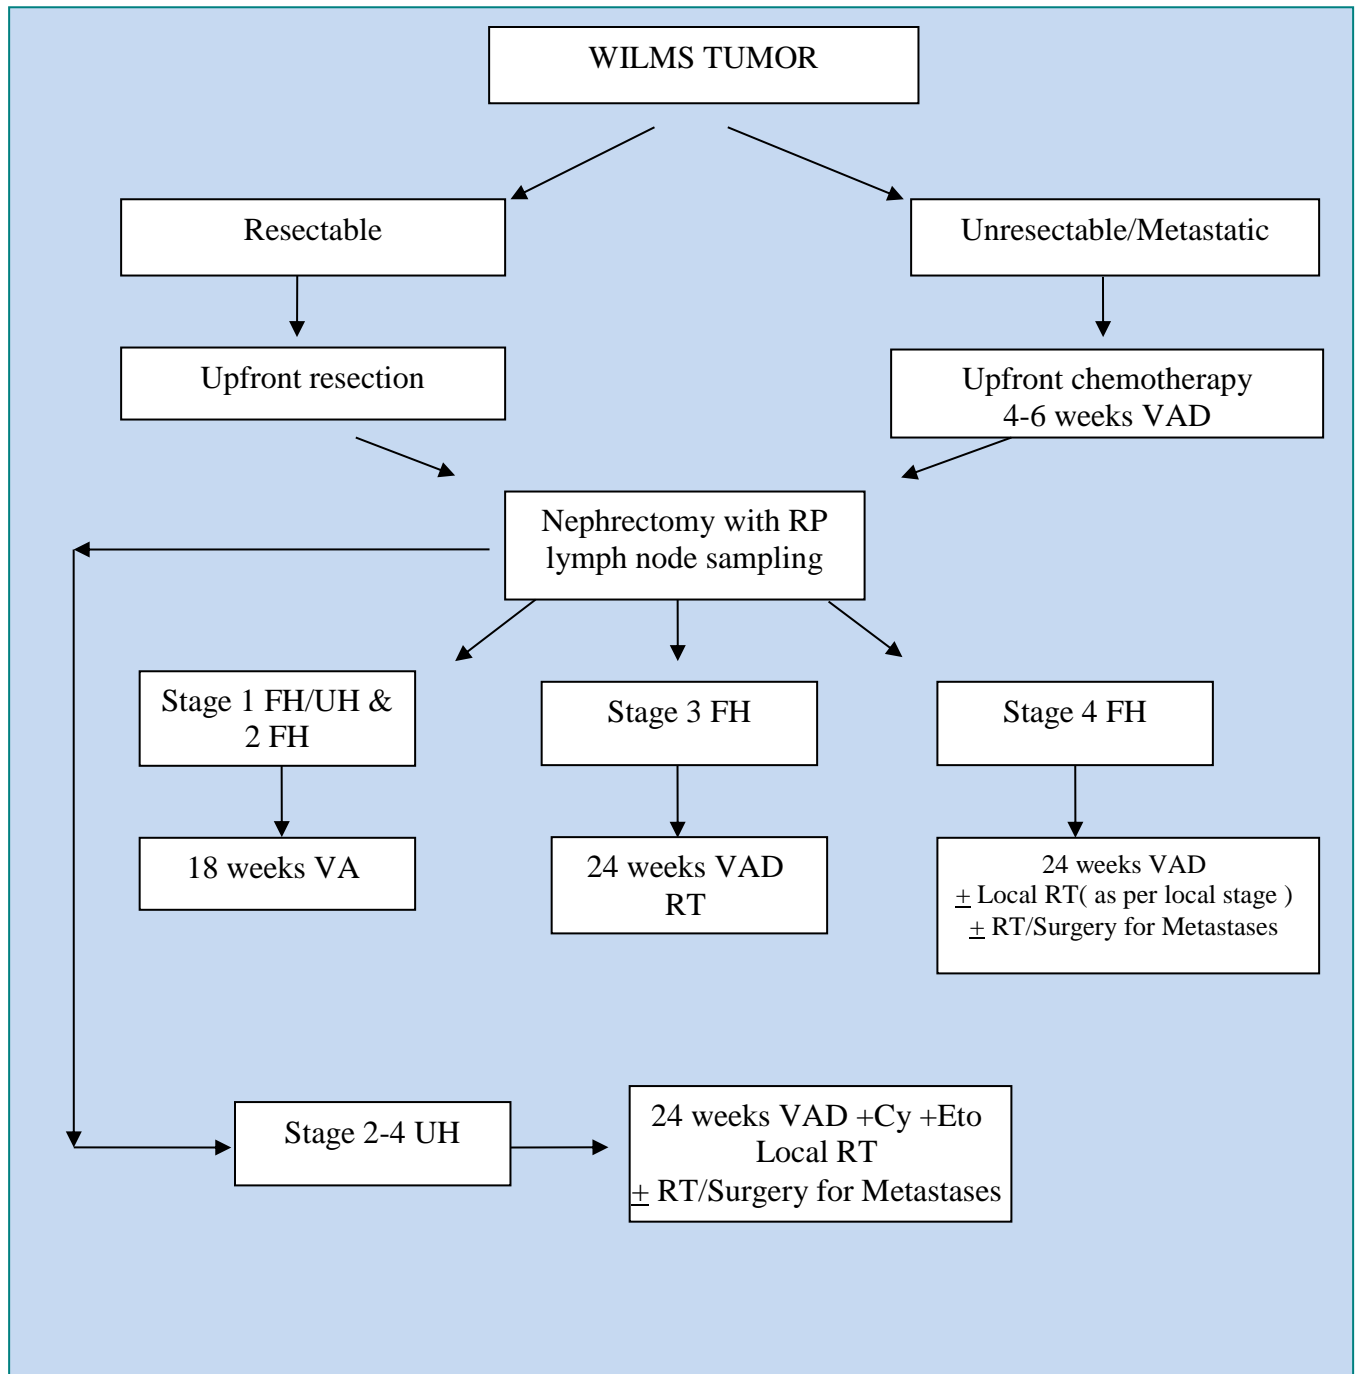 WILMS TUMOR
Resectable
Unresectable/Metastatic
Upfront resection
Upfront chemotherapy
4-6 weeks VAD
Nephrectomy with RP
lymph node sampling
Stage 1 FH/UH &
2 FH
Stage 3 FH
Stage 4 FH
18 weeks VA
24 weeks VAD
RT
24 weeks VAD
± Local RT( as per local stage )
± RT/Surgery for Metastases
Stage 2-4 UH
24 weeks VAD +Cy +Eto
Local RT
± RT/Surgery for Metastases